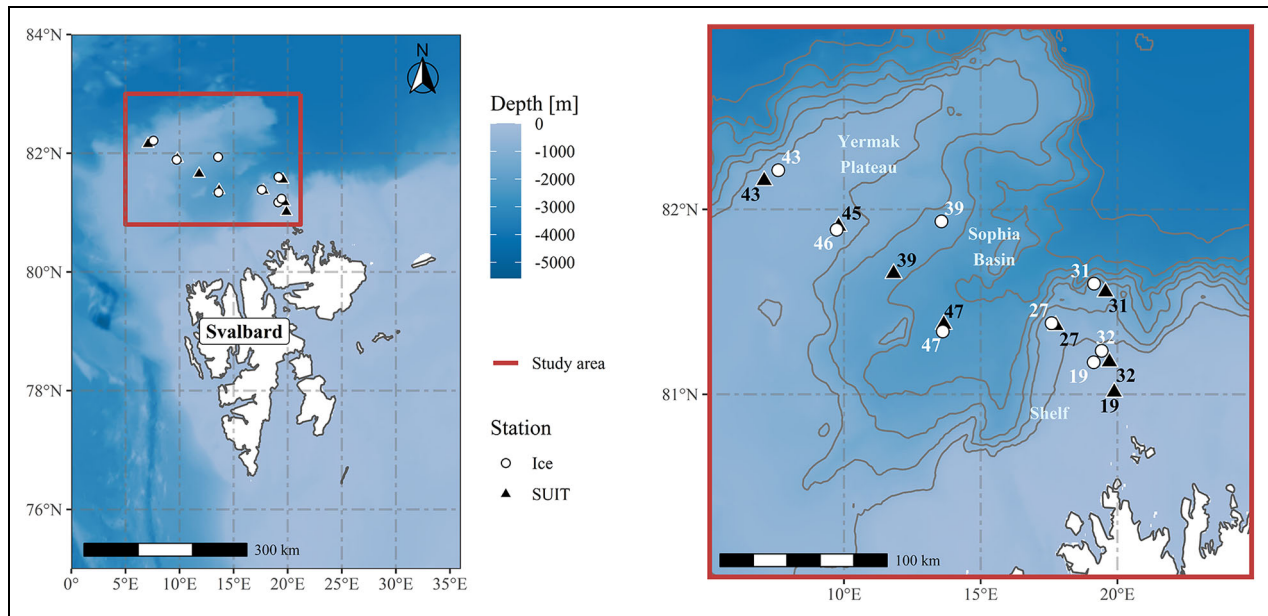 84°N
82°N
80°N
78°N
76°N
N
Svalbard
300 km
0°
5°E
10°E
15°E
20°E
25°E
30°E
35°E
Depth [m]
0
-1000
-2000
-3000
-4000
-5000
Study area
Station
Ice
SUIT
Yermak
Plateau
43
43
45
46
39
39
Sophia
Basin
47
47
31
31
27
27
32
32
19
19
Shelf
82°N
81°N
100 km
10°E
15°E
20°E